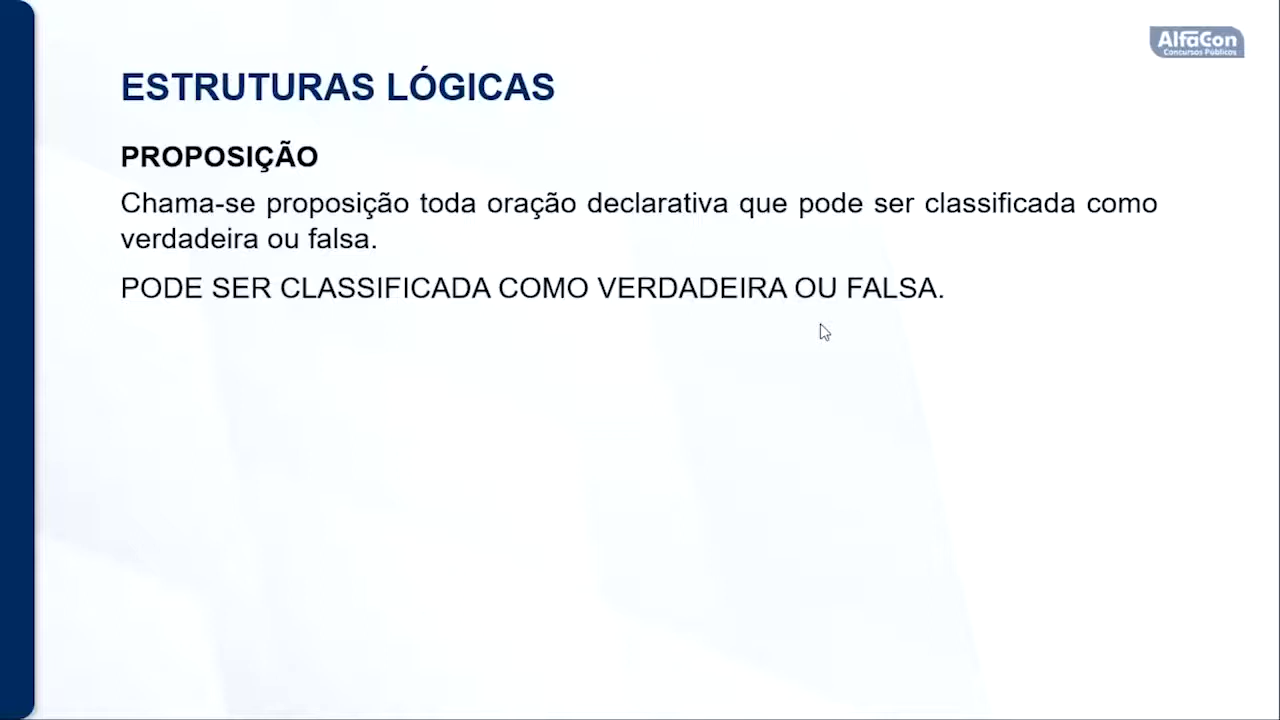 AlfaCon
Concursos Públicos
ESTRUTURAS LÓGICAS
PROPOSIÇÃO
Chama-se proposição toda oração declarativa que pode ser classificada como
verdadeira ou falsa.
PODE SER CLASSIFICADA COMO VERDADEIRA OU FALSA.